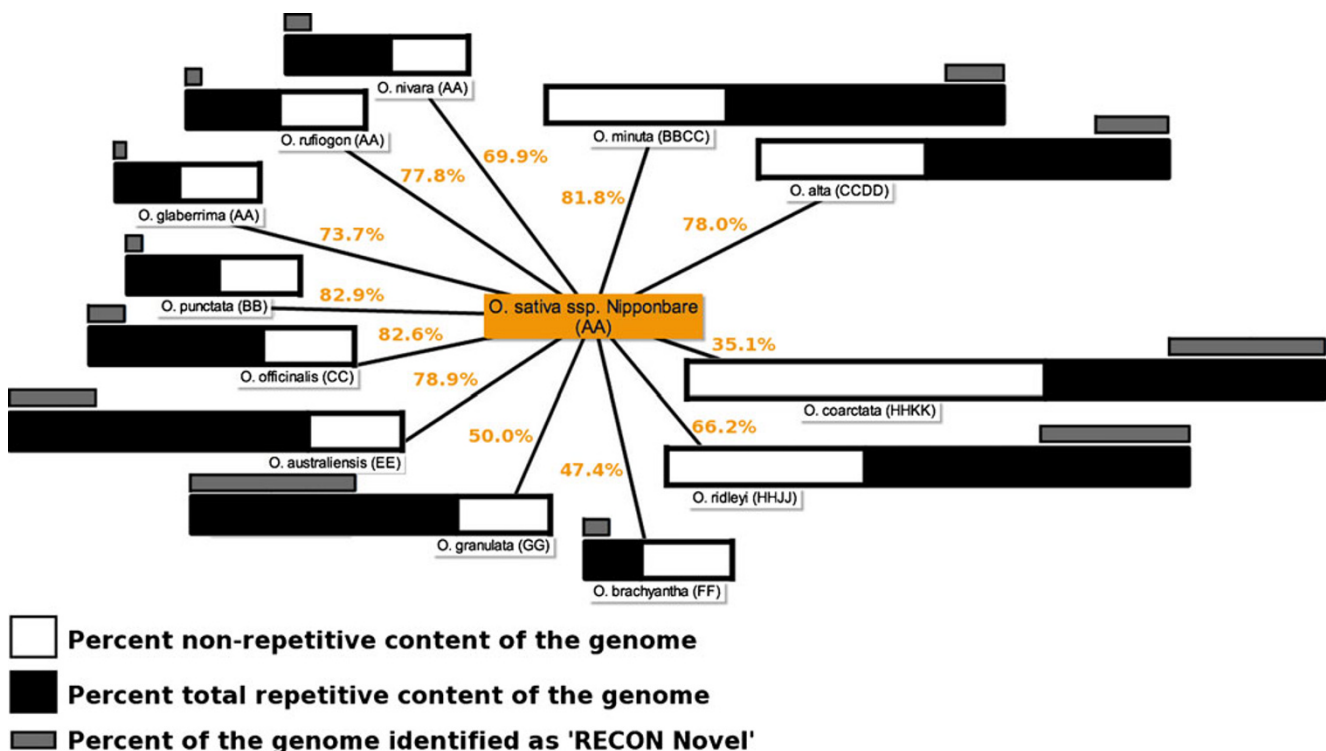 O. nivara (AA)
O. rufiogon (AA)
O. minuta (BBCC)
69.9%
77.8%
81.8%
O. alta (CCDD)
O. glaberrima (AA)
73.7%
78.0%
O. punctata (BB)
82.9%
O. sativa ssp. Nipponbare
(AA)
82.6%
35.1%
O. officinalis (CC)
78.9%
O. coarctata (HHKK)
50.0%
66.2%
O. australiensis (EE)
47.4%
O. ridleyi (HHJJ)
O. granulata (GG)
O. brachyantha (FF)
Percent non-repetitive content of the genome
Percent total repetitive content of the genome
Percent of the genome identified as 'RECON Novel'